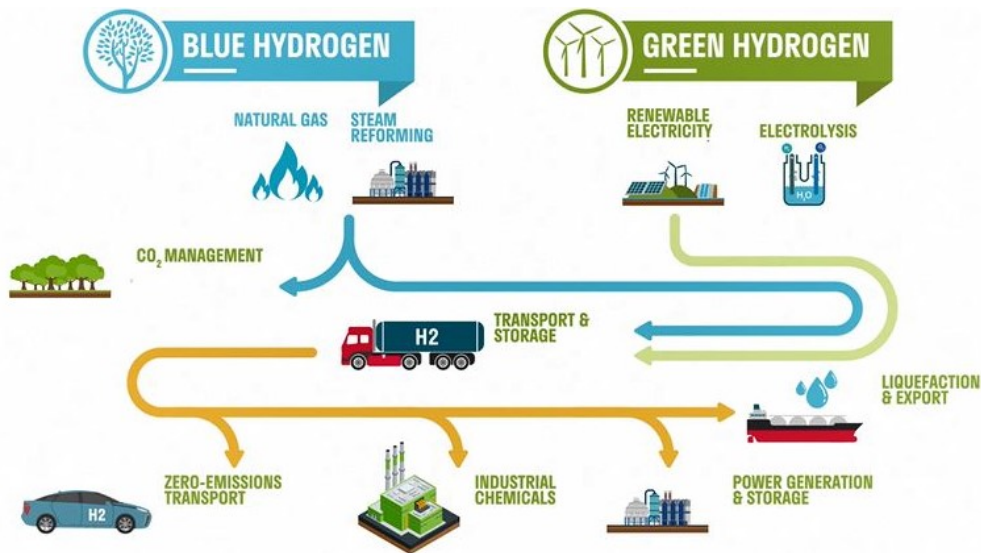 BLUE HYDROGEN
GREEN HYDROGEN
NATURAL GAS
STEAM
REFORMING
RENEWABLE
ELECTRICITY
ELECTROLYSIS
H₂O
CO₂ MANAGEMENT
H2
TRANSPORT &
STORAGE
LIQUEFACTION
& EXPORT
ZERO-EMISSIONS
TRANSPORT
H2
INDUSTRIAL
CHEMICALS
POWER GENERATION
& STORAGE